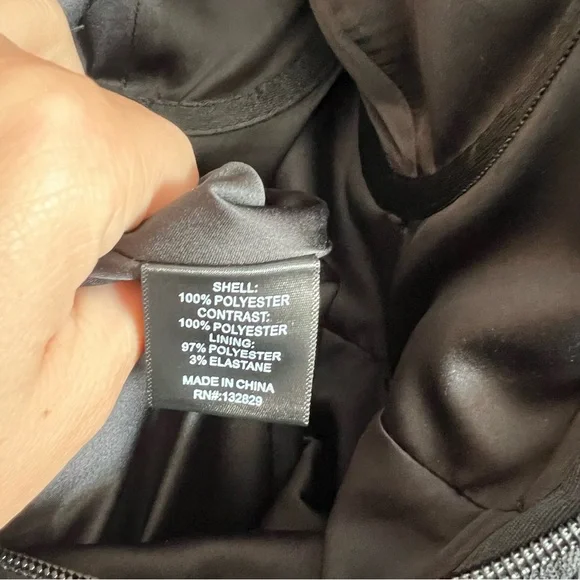 SHELL:
100% POLYESTER
CONTRAST:
100% POLYESTER
LINING:
97% POLYESTER
3% ELASTANE
MADE IN CHINA
RN#:132829